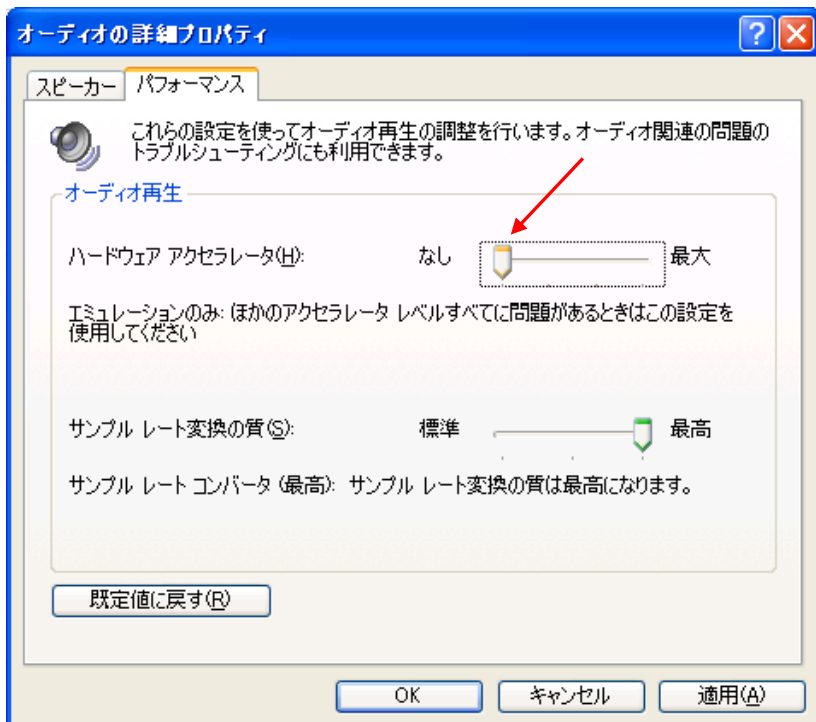 オーディオの詳細プロパティ
スピーカー パフォーマンス
これらの設定を使ってオーディオ再生の調整を行います。オーディオ関連の問題の
トラブルシューティングにも利用できます。
オーディオ再生
ハードウェア アクセラレータ(H): なし 最大
エミュレーションのみ: ほかのアクセラレータ レベルすべてに問題があるときはこの設定を
使用してください
サンプル レート変換の質(S): 標準 最高
サンプル レート コンバータ (最高): サンプル レート変換の質は最高になります。
既定値に戻す(R)
OK キャンセル 適用(A)